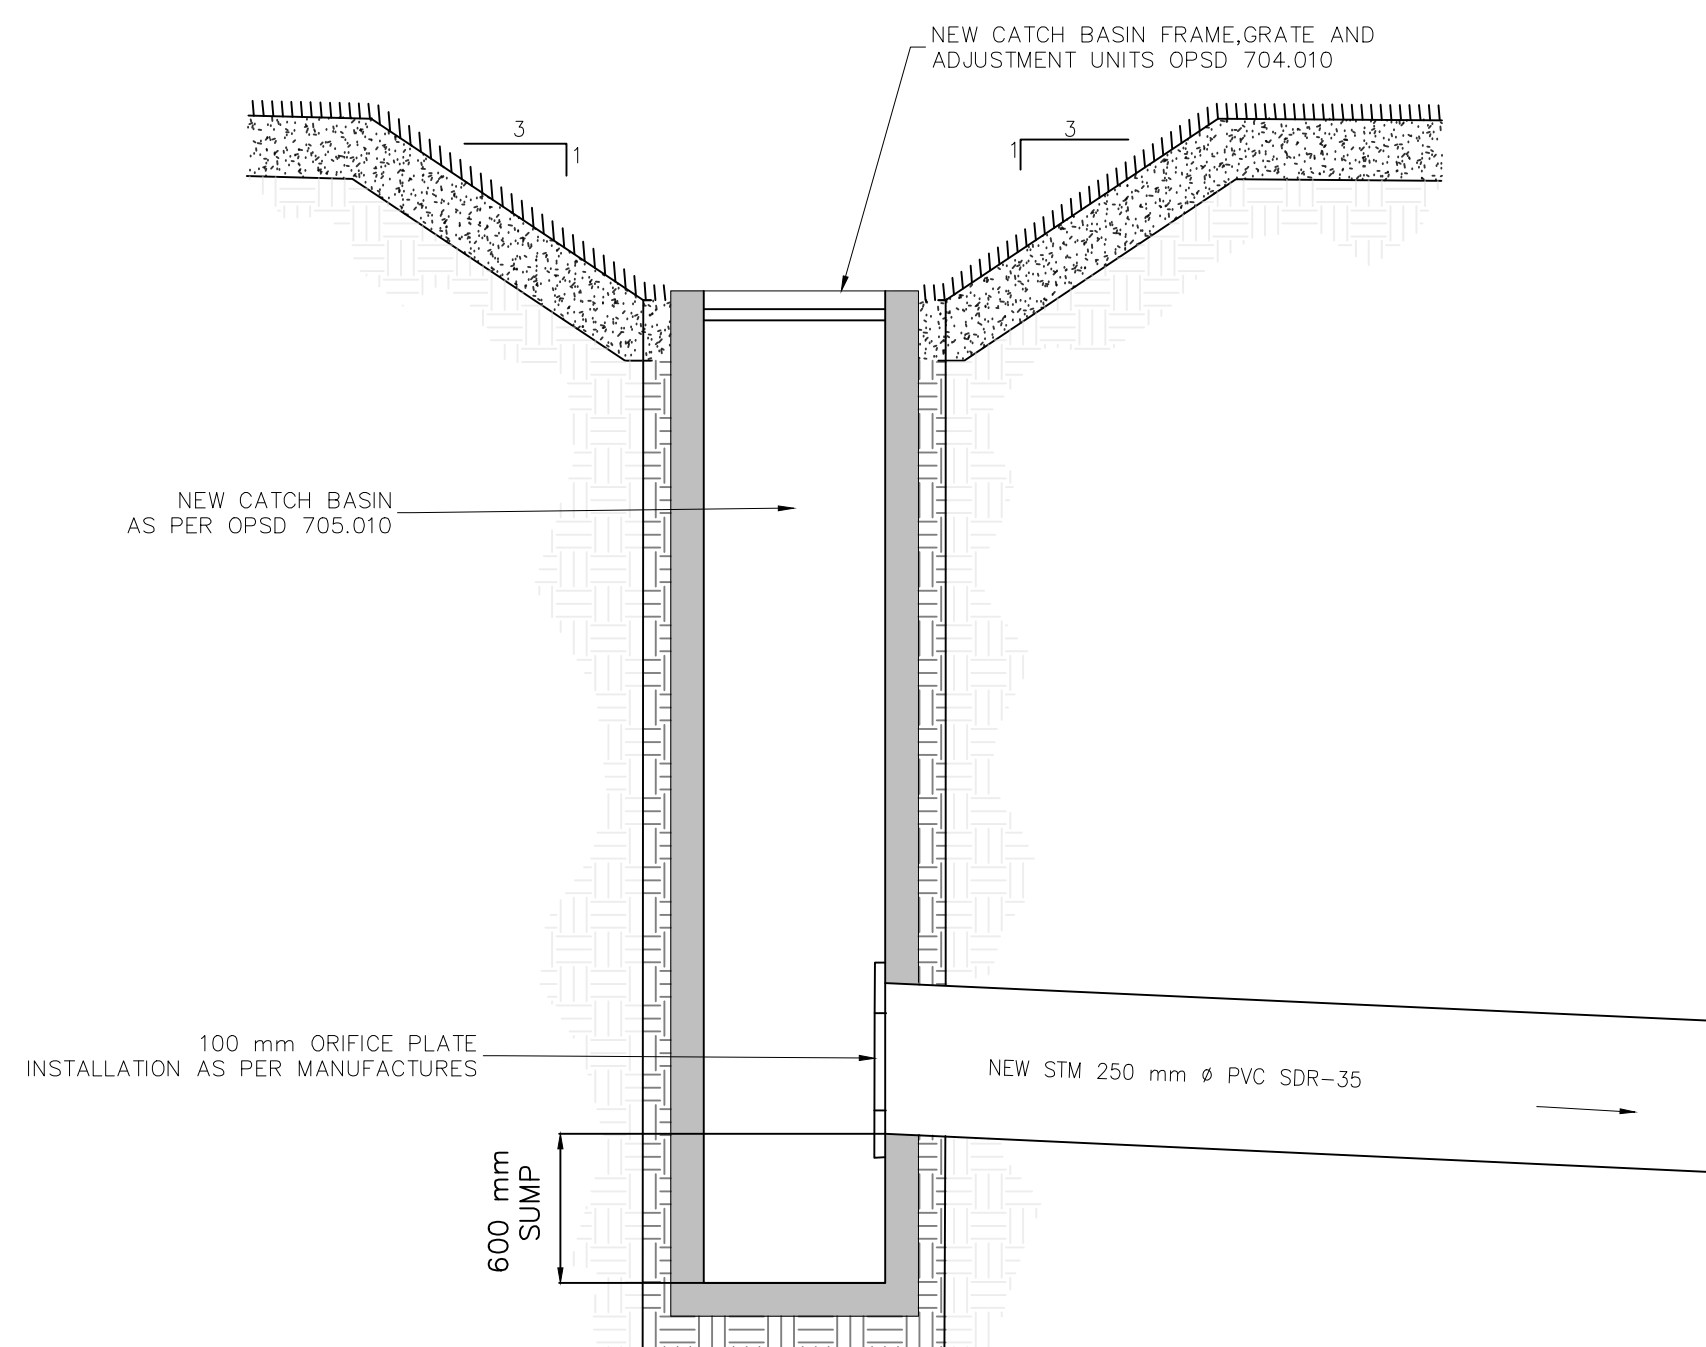 NEW CATCH BASIN FRAME,GRATE AND
ADJUSTMENT UNITS OPSD 704.010
3
1
3
1
NEW CATCH BASIN
AS PER OPSD 705.010
100 mm ORIFICE PLATE
INSTALLATION AS PER MANUFACTURES
NEW STM 250 mm ø PVC SDR-35
600 mm
SUMP